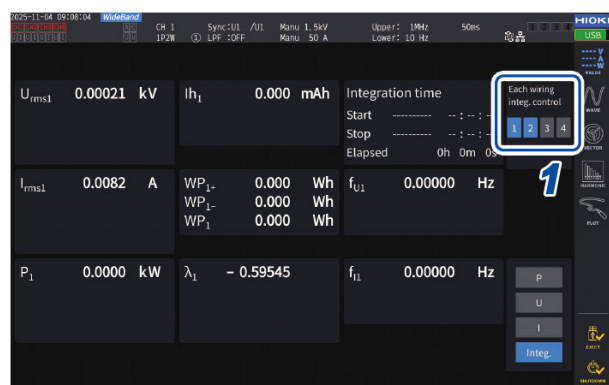 2025-11-04 09:08:04 WideBand
CH 1 Sync:U1 /U1 Manu 1.5kV Upper: 1MHz 50ms
1P2W ① LPF :OFF Manu 50 A Lower: 10 Hz
HIOKI
USB
VALUE
WAVE
VECTOR
HARMONIC
PLOT
EJECT
SHUTDOWN
Urms1 0.00021 kV
Ih1 0.000 mAh
Integration time
Start ---------- --:--:--
Stop ---------- --:--:--
Elapsed 0h 0m 0s
Each wiring
integ. control
1 2 3 4
1
Irms1 0.0082 A
WP1+ 0.000 Wh
WP1- 0.000 Wh
WP1 0.000 Wh
fU1 0.00000 Hz
P1 0.0000 kW
λ1 - 0.59545
fI1 0.00000 Hz
P
U
I
Integ.